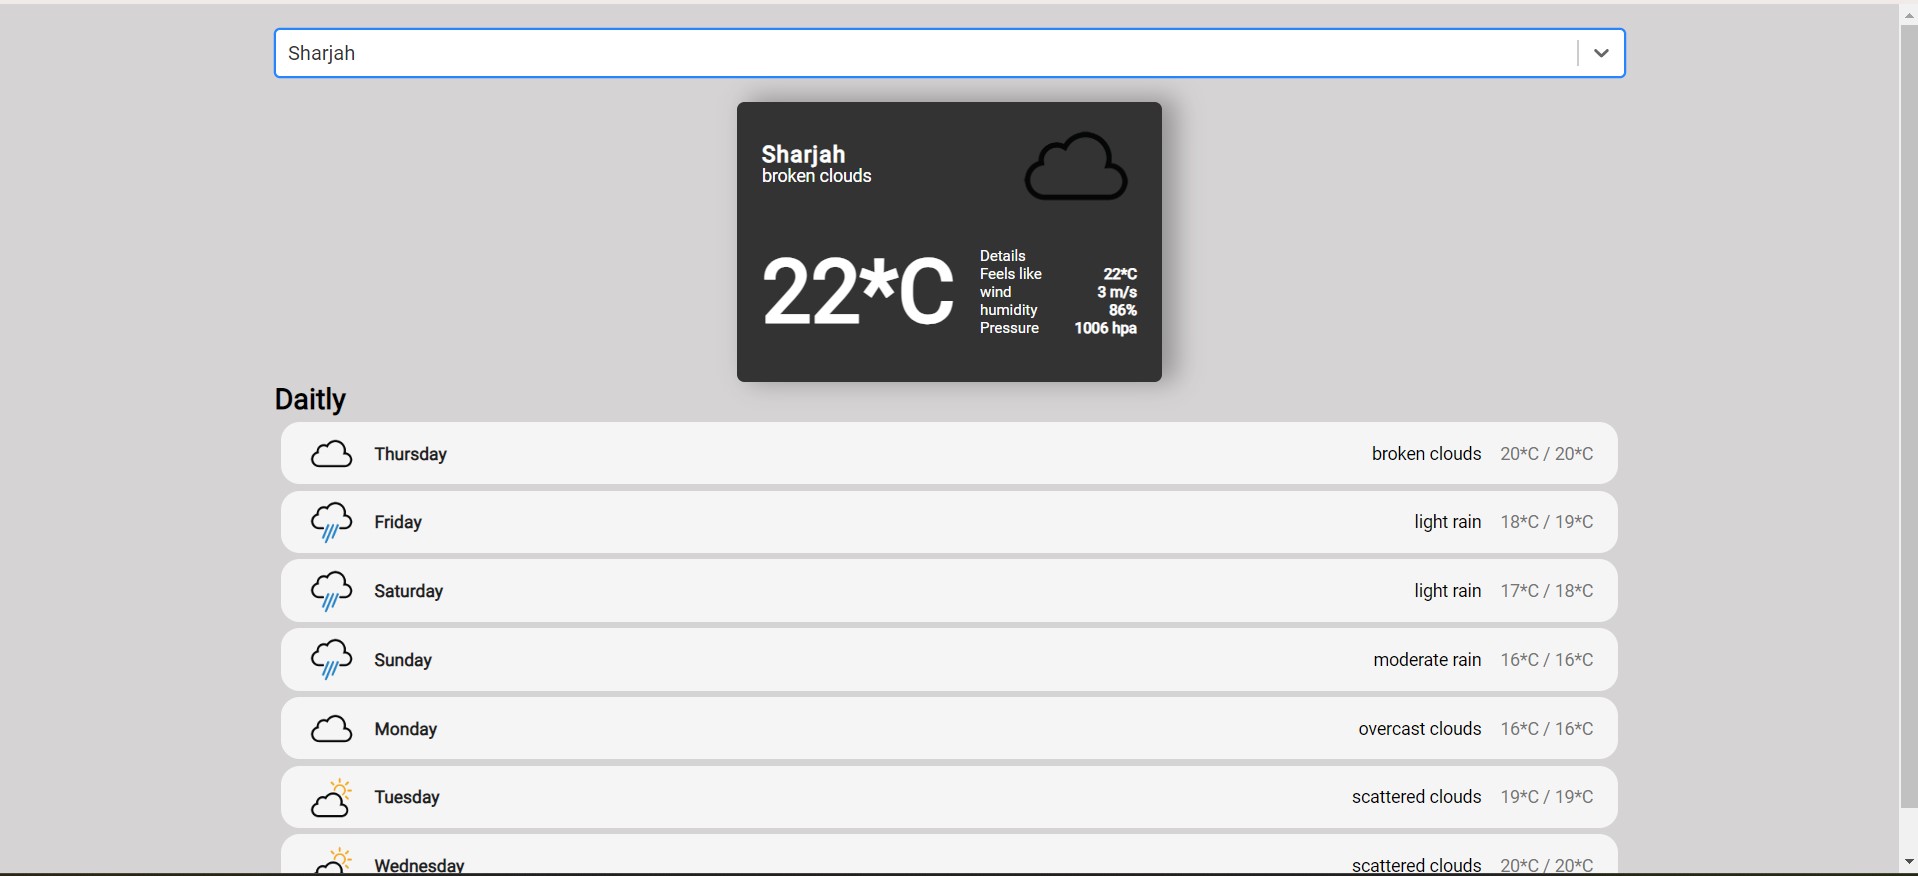 Sharjah
Sharjah
broken clouds
22*C
Details
Feels like 22*C
wind 3 m/s
humidity 86%
Pressure 1006 hpa
Daitly
Thursday broken clouds 20*C / 20*C
Friday light rain 18*C / 19*C
Saturday light rain 17*C / 18*C
Sunday moderate rain 16*C / 16*C
Monday overcast clouds 16*C / 16*C
Tuesday scattered clouds 19*C / 19*C
Wednesday scattered clouds 20*C / 20*C